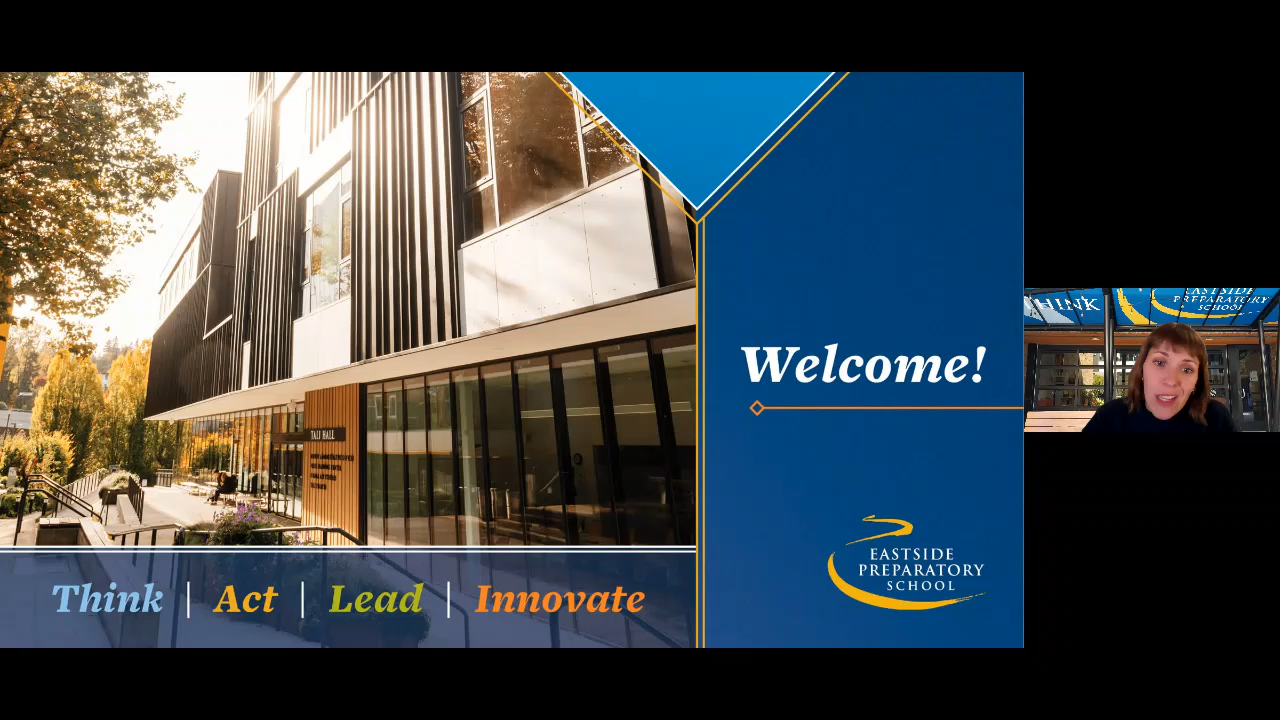 Welcome!
EASTSIDE
PREPARATORY
SCHOOL
Think | Act | Lead | Innovate
TALI HALL
THINK
EASTSIDE
PREPARATORY
SCHOOL